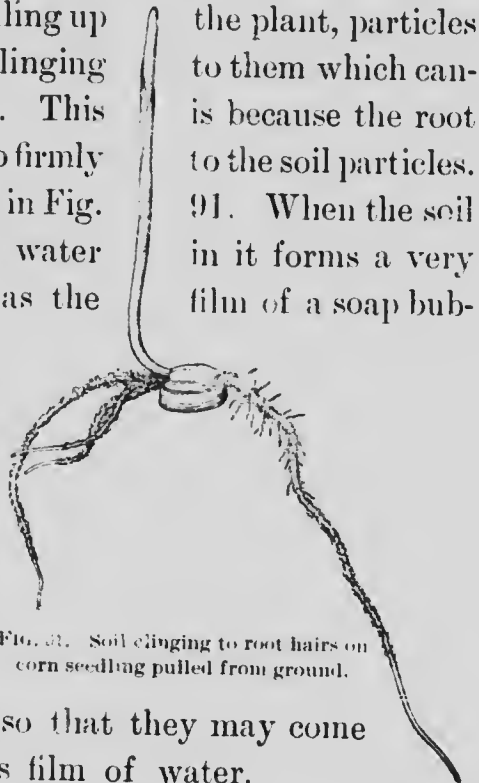 ling up the plant, particles
linging to them which can-
. This is because the root
o firmly to the soil particles.
in Fig. 91. When the soil
water in it forms a very
as the film of a soap bub-
Fig. 91. Soil clinging to root hairs on
corn seedling pulled from ground.
so that they may come
s film of water.